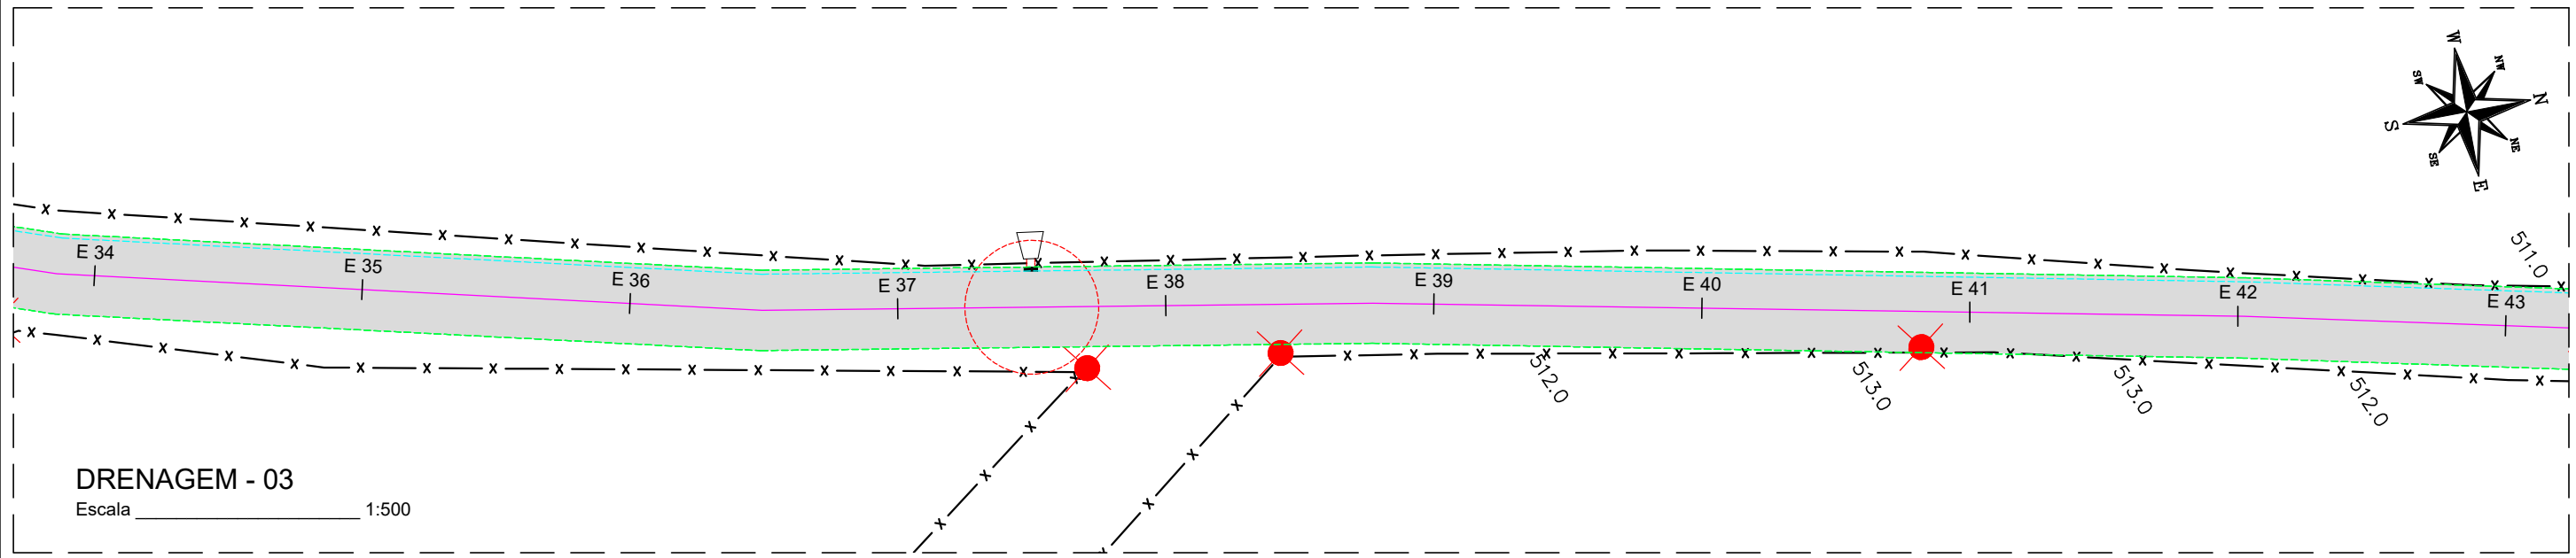 W
NW
SW
N
S
NE
SE
E
511.0
E 34
E 35
E 36
E 37
E 38
E 39
E 40
E 41
E 42
E 43
512.0
513.0
513.0
512.0
DRENAGEM - 03
Escala ______________________ 1:500